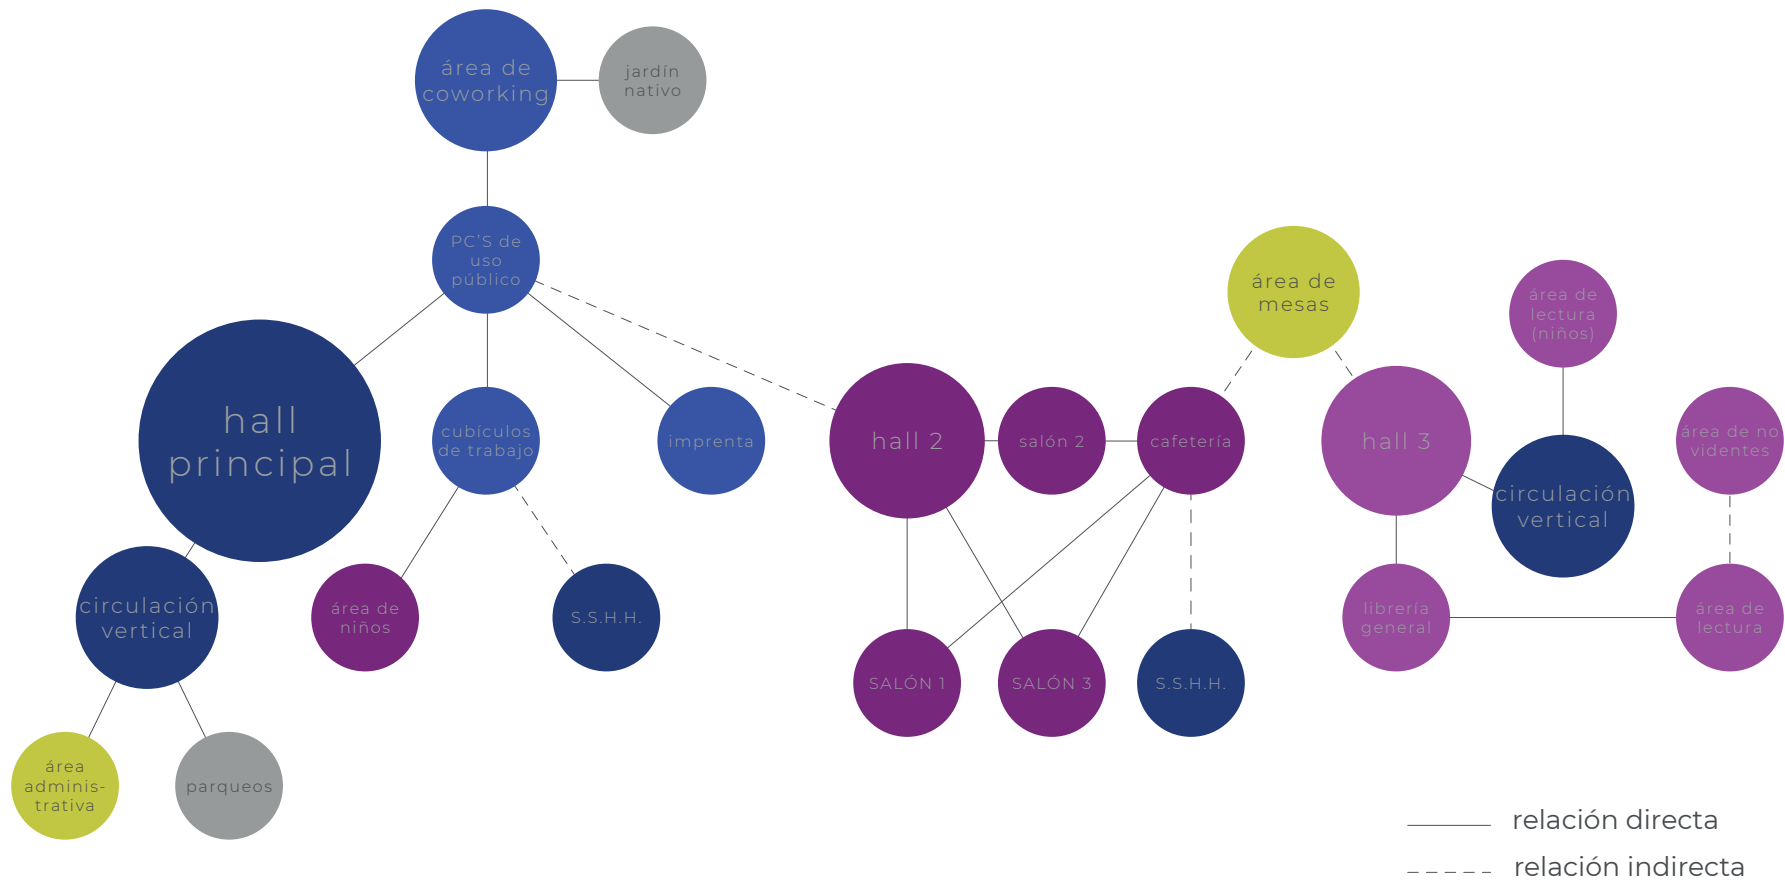 área de
coworking
jardín
nativo
PC'S de
uso
público
hall
principal
cubículos
de trabajo
imprenta
circulación
vertical
área de
niños
S.S.H.H.
área
adminis-
trativa
parqueos
hall 2
salón 2
cafetería
SALÓN 1
SALÓN 3
S.S.H.H.
área de
mesas
hall 3
área de
lectura
(niños)
circulación
vertical
área de no
videntes
librería
general
área de
lectura
relación directa
relación indirecta